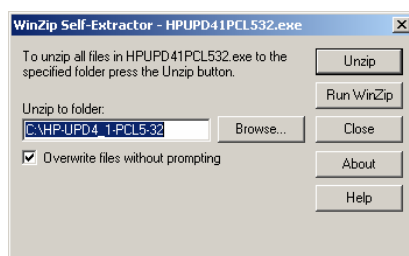 WinZip Self-Extractor - HPUPD41PCL532.exe
To unzip all files in HPUPD41PCL532.exe to the
specified folder press the Unzip button.
Unzip to folder:
C:\HP-UPD4_1-PCL5-32
Browse...
Overwrite files without prompting
Unzip
Run WinZip
Close
About
Help